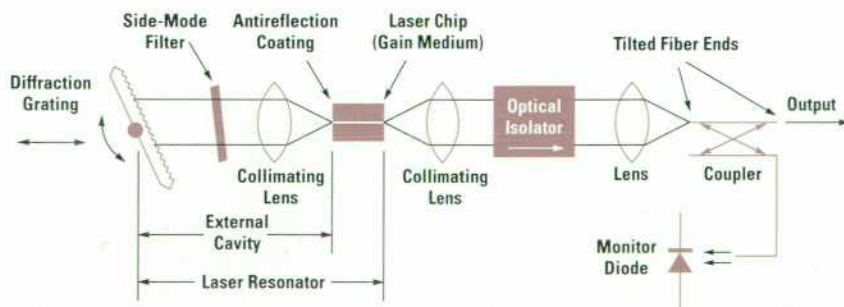 Side-Mode
Filter
Antireflection
Coating
Laser Chip
(Gain Medium)
Tilted Fiber Ends
Diffraction
Grating
Optical
Isolator
Output
Collimating
Lens
Collimating
Lens
Lens
Coupler
External
Cavity
Monitor
Diode
Laser Resonator